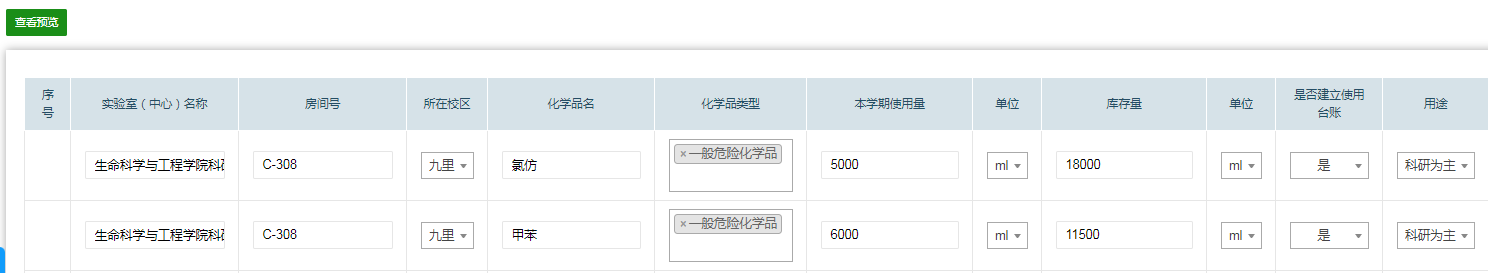 查看预览
序号 实验室（中心）名称 房间号 所在校区 化学品名 化学品类型 本学期使用量 单位 库存量 单位 是否建立使用台账 用途
生命科学与工程学院科研 C-308 九里 氯仿 ×一般危险化学品 5000 ml 18000 ml 是 科研为主
生命科学与工程学院科研 C-308 九里 甲苯 ×一般危险化学品 6000 ml 11500 ml 是 科研为主